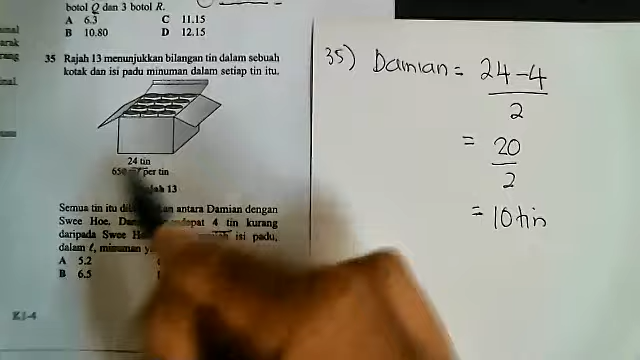 botol Q dan 3 botol R.
A 6.3 C 11.15
B 10.80 D 12.15
35 Rajah 13 menunjukkan bilangan tin dalam sebuah
kotak dan isi padu minuman dalam setiap tin itu.
24 tin
per tin
13
Semua tin itu antara Damian dengan
Swee Hoe. 4 tin kurang
daripada Swee isi padu,
dalam ℓ, minuman
A 5.2
B 6.5
K1-4
35) Damian = 24-4
2
= 20
2
= 10 tin